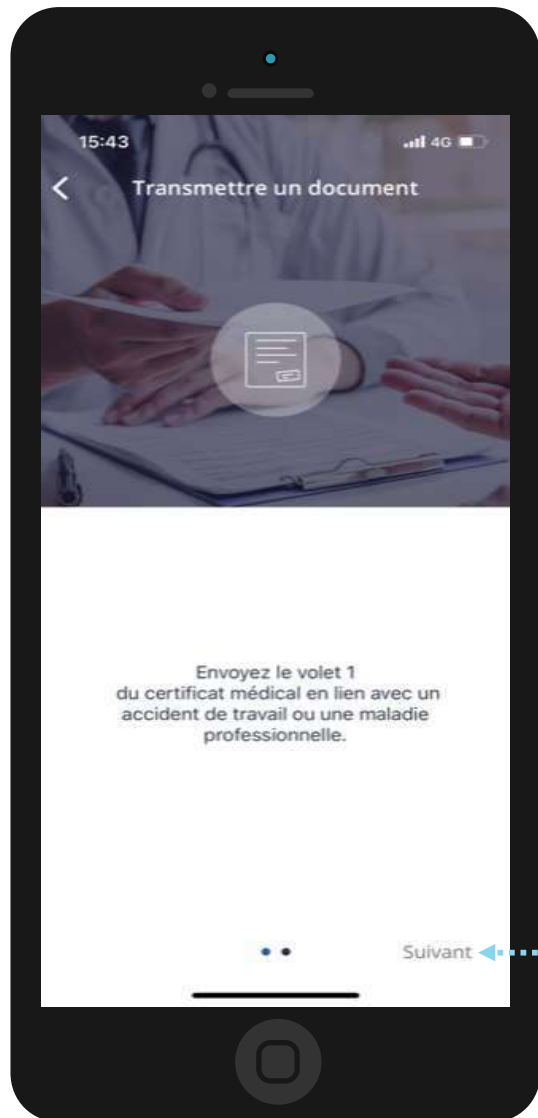 15:43 4G
Transmettre un document
Envoyez le volet 1
du certificat médical en lien avec un
accident de travail ou une maladie
professionnelle.
Suivant